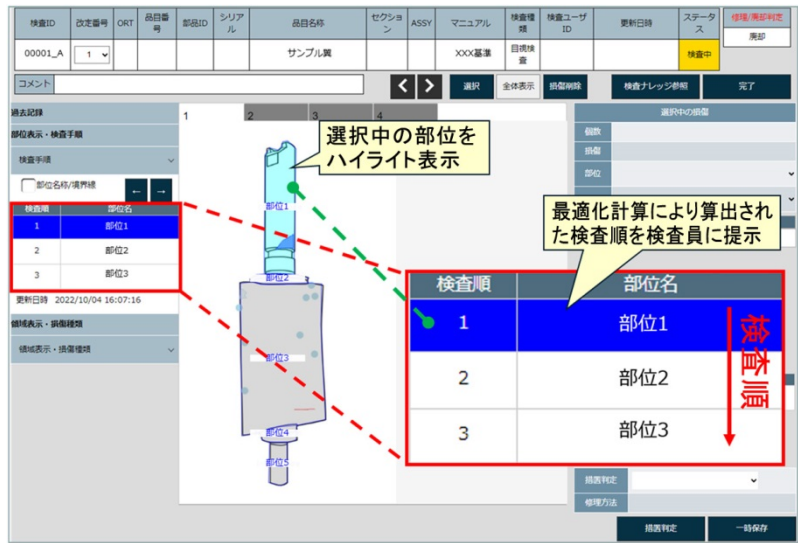 検査ID 改定番号 ORT 品目番号 部品ID シリアル 品目名称 セクション ASSY マニュアル 検査種類 検査ユーザID 更新日時 ステータス 修理/廃却判定
廃却
00001_A 1 サンプル翼 XXX基準 目視検査 検査中
コメント
選択 全体表示 損傷削除 検査ナレッジ参照 完了
過去記録
部位表示・検査手順
検査手順
部位名称/境界線 ← →
検査順 部位名
1 部位1
2 部位2
3 部位3
更新日時 2022/10/04 16:07:16
領域表示・損傷種類
領域表示・損傷種類
1 2 3 4
選択中の部位を
ハイライト表示
部位1
部位2
部位3
部位4
部位5
選択中の損傷
個数
損傷
部位
最適化計算により算出され
た検査順を検査員に提示
検査順 部位名
1 部位1
2 部位2
3 部位3
検査順
措置判定
修理方法
措置判定 一時保存